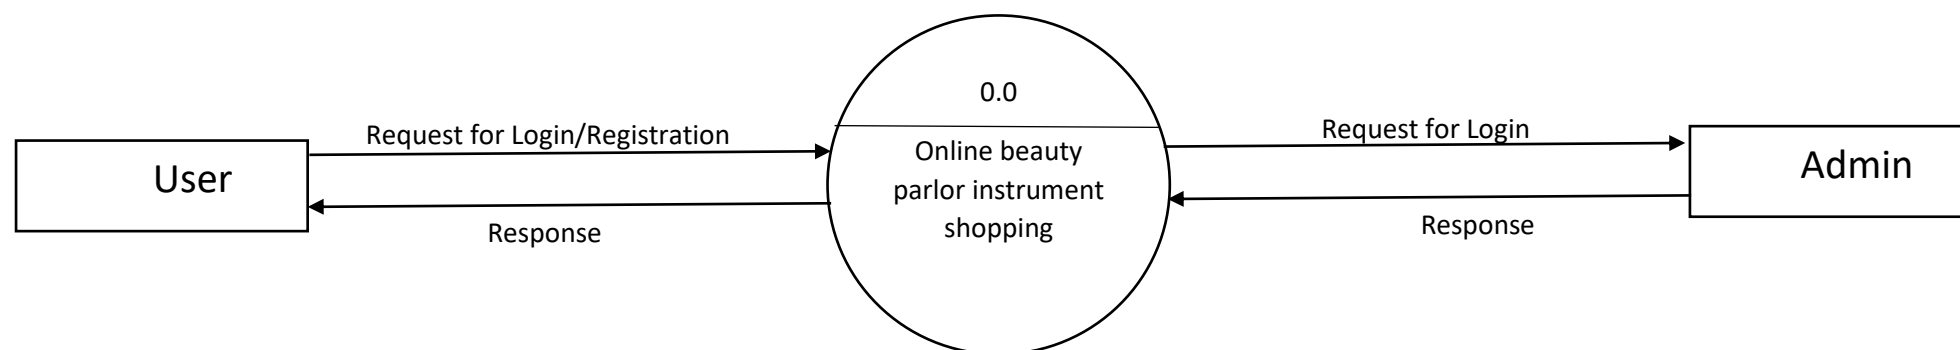 0.0
Request for Login/Registration
Request for Login
User
Online beauty
parlor instrument
shopping
Admin
Response
Response